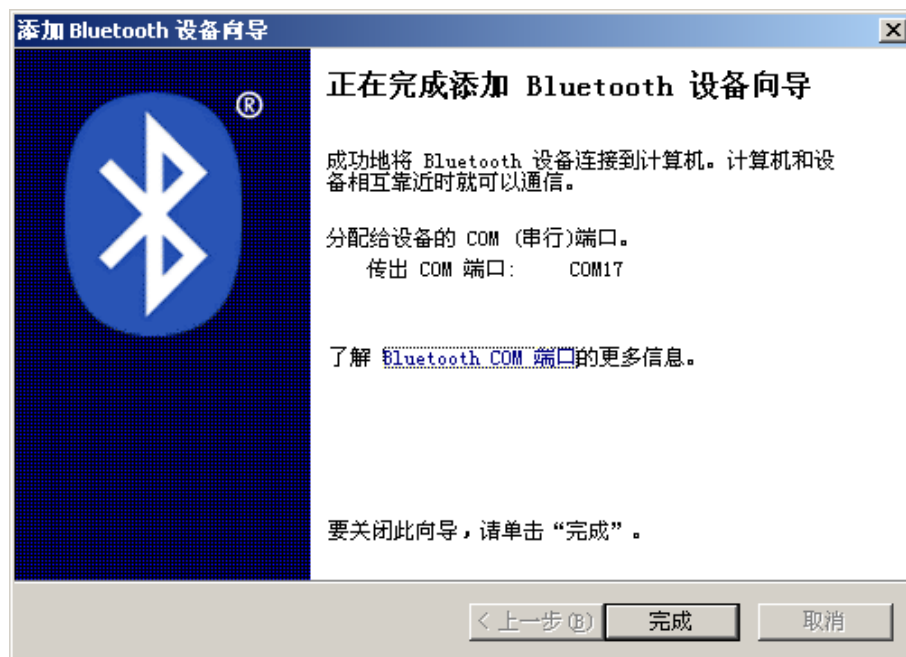 添加 Bluetooth 设备向导
®
正在完成添加 Bluetooth 设备向导
成功地将 Bluetooth 设备连接到计算机。计算机和设
备相互靠近时就可以通信。
分配给设备的 COM (串行)端口。
传出 COM 端口: COM17
了解 Bluetooth COM 端口的更多信息。
要关闭此向导，请单击“完成”。
< 上一步(B) 完成 取消